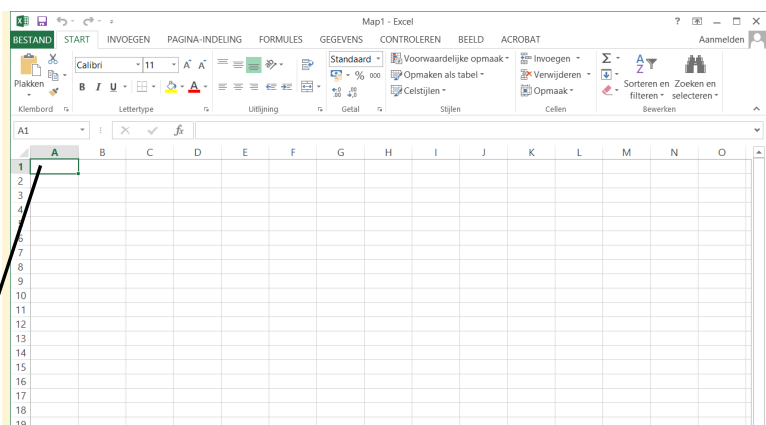 Map1 - Excel
BESTAND START INVOEGEN PAGINA-INDELING FORMULES GEGEVENS CONTROLEREN BEELD ACROBAT Aanmelden
Plakken
Calibri 11
B I U
Standaard
% 000
Voorwaardelijke opmaak
Opmaken als tabel
Celstijlen
Invoegen
Verwijderen
Opmaak
Sorteren en filteren
Zoeken en selecteren
Klembord Lettertype Uitlijning Getal Stijlen Cellen Bewerken
A1 fx
A B C D E F G H I J K L M N O
1
2
3
4
5
6
7
8
9
10
11
12
13
14
15
16
17
18
19